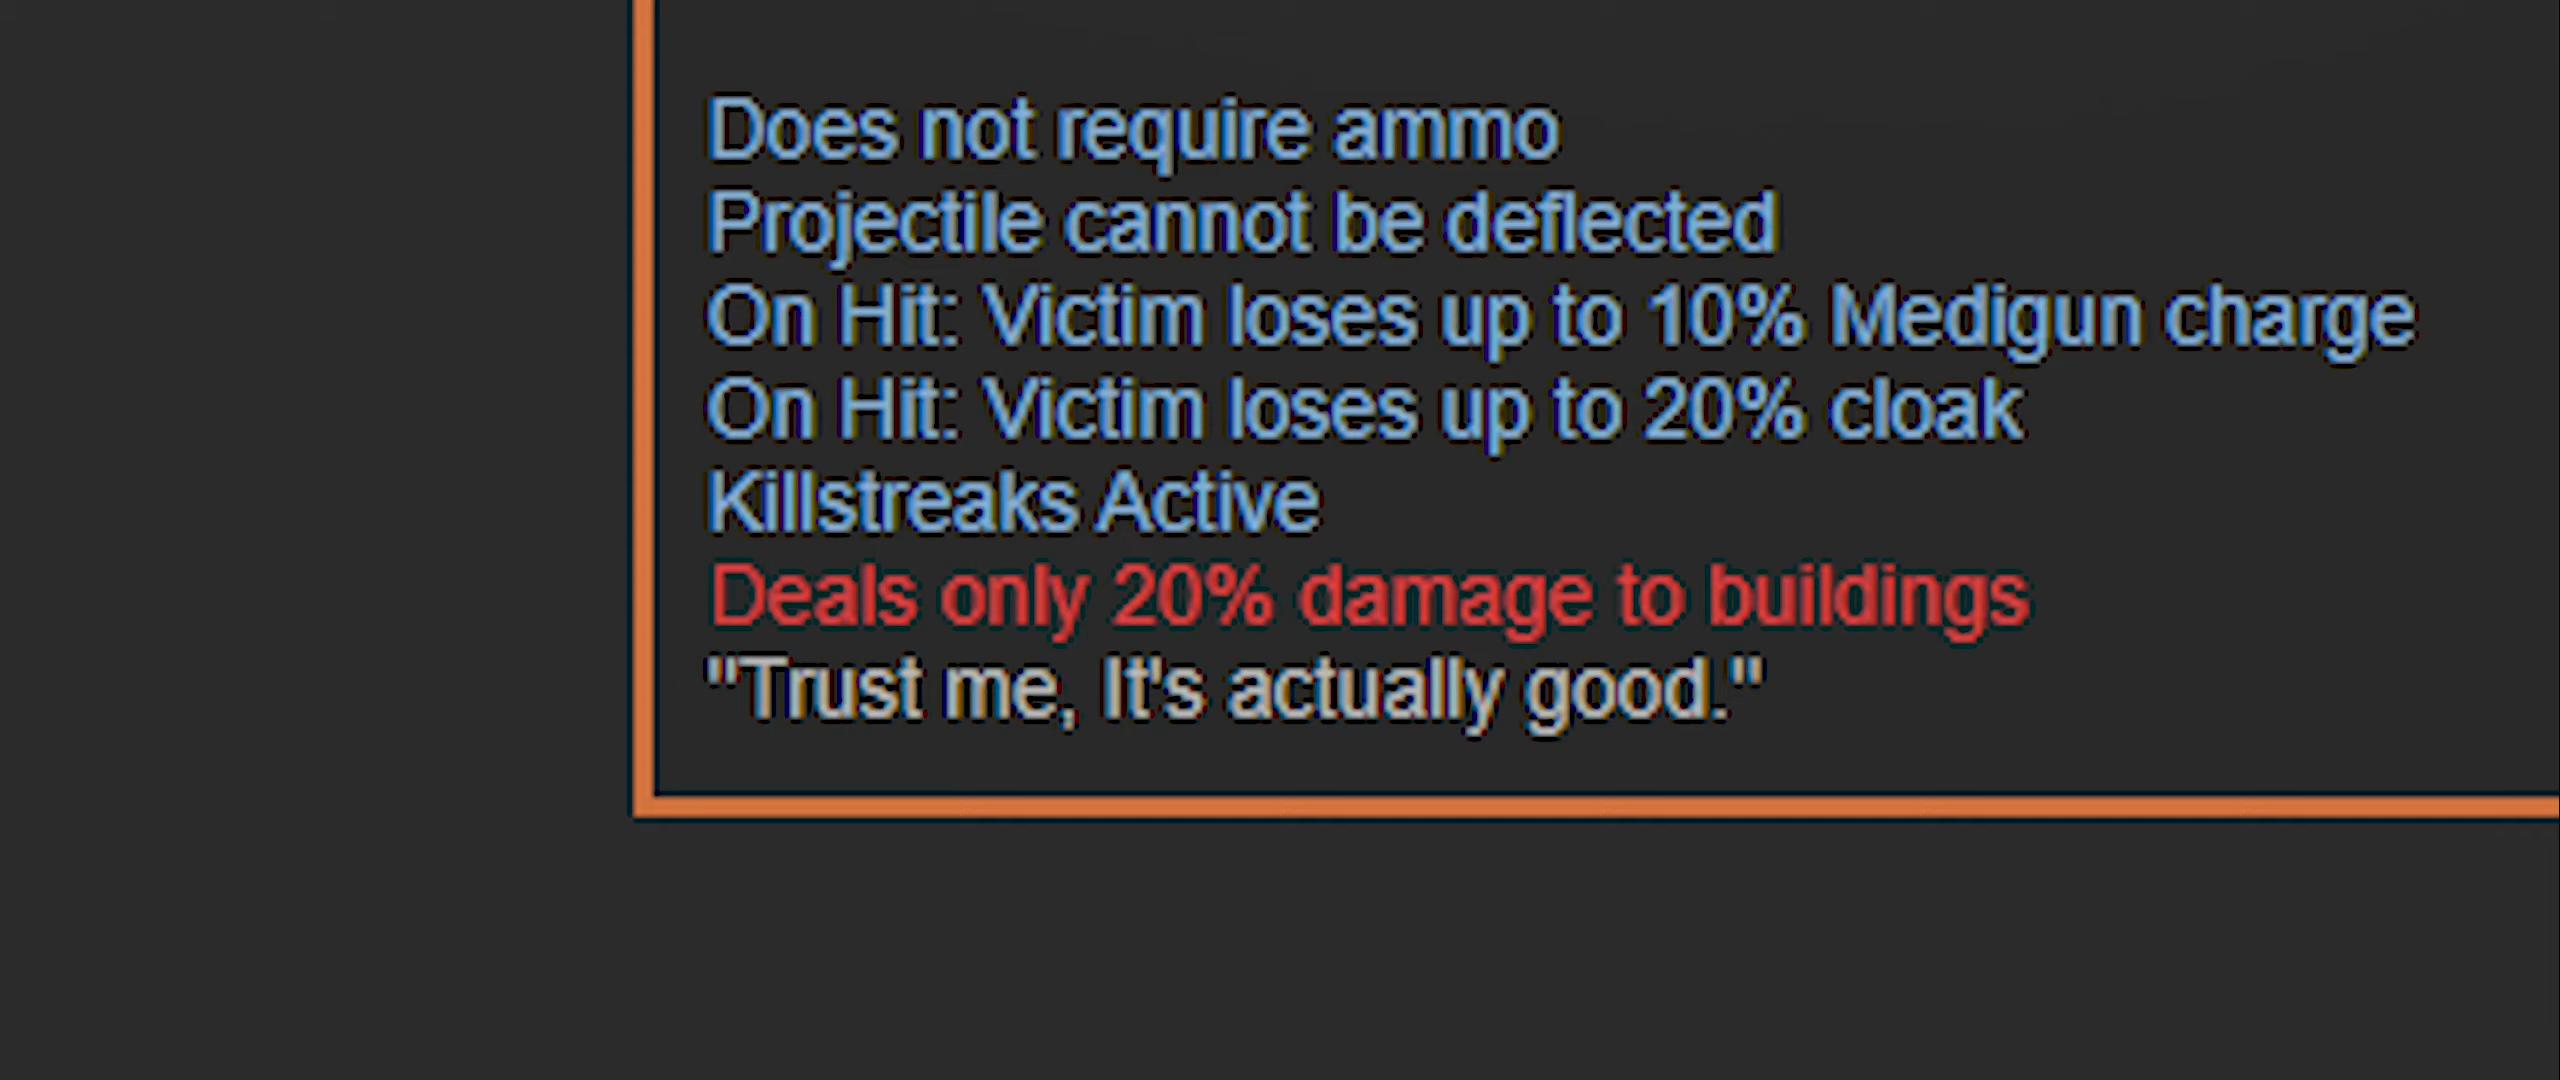 Does not require ammo
Projectile cannot be deflected
On Hit: Victim loses up to 10% Medigun charge
On Hit: Victim loses up to 20% cloak
Killstreaks Active
Deals only 20% damage to buildings
"Trust me, It's actually good."